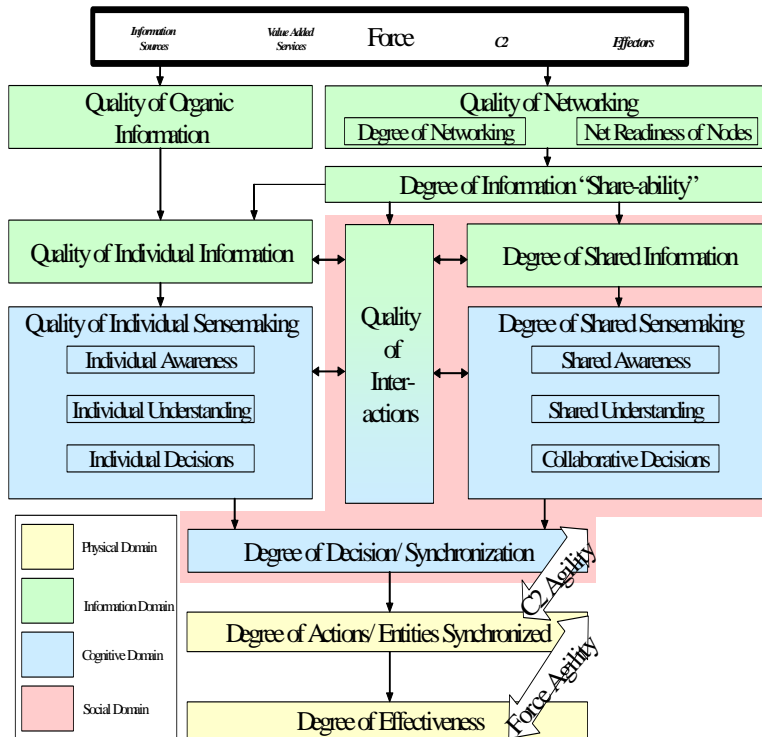 Information
Sources
Value Added
Services
Force
C2
Effectors
Quality of Organic
Information
Quality of Networking
Degree of Networking
Net Readiness of Nodes
Degree of Information “Share-ability”
Quality of Individual Information
Degree of Shared Information
Quality
of
Inter-
actions
Quality of Individual Sensemaking
Individual Awareness
Individual Understanding
Individual Decisions
Degree of Shared Sensemaking
Shared Awareness
Shared Understanding
Collaborative Decisions
Degree of Decision/ Synchronization
C2 Agility
Degree of Actions/ Entities Synchronized
Force Agility
Degree of Effectiveness
Physical Domain
Information Domain
Cognitive Domain
Social Domain